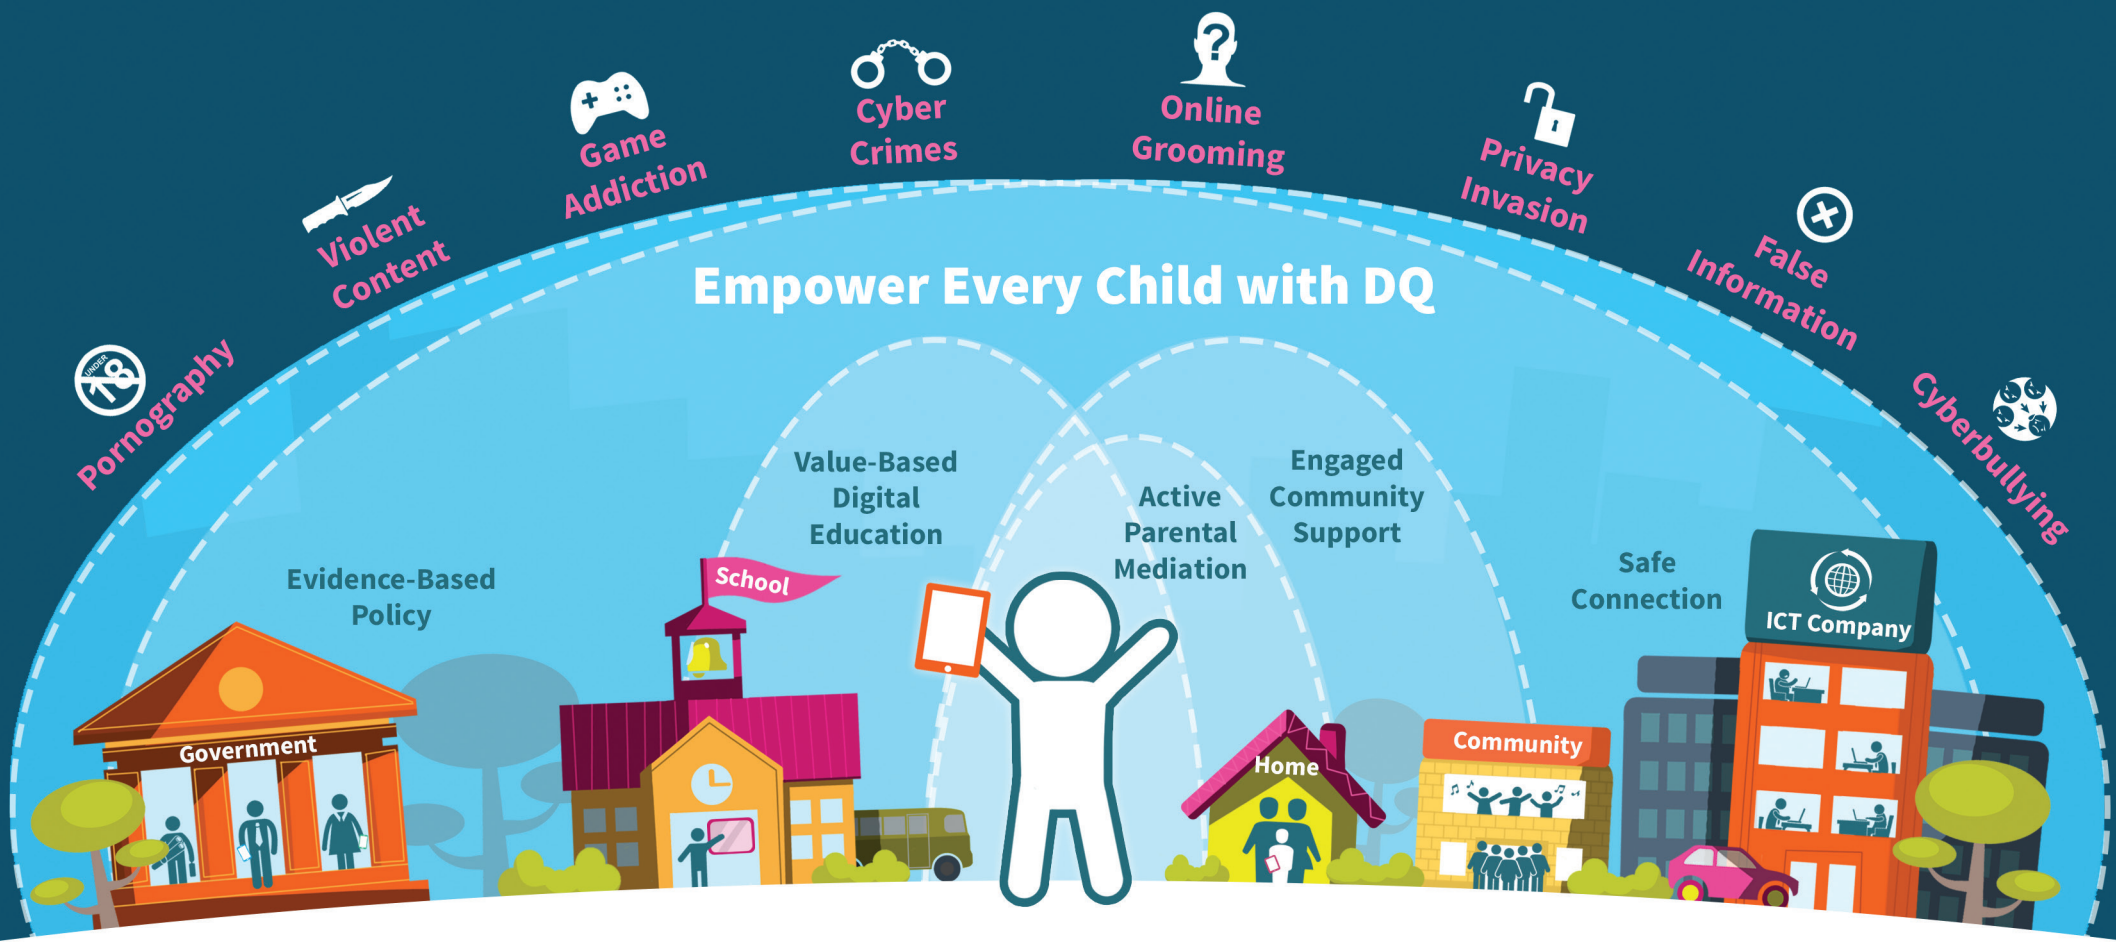 UNDER
18
Pornography
Violent
Content
Game
Addiction
Cyber
Crimes
?
Online
Grooming
Privacy
Invasion
False
Information
Cyberbullying
Empower Every Child with DQ
Evidence-Based
Policy
Value-Based
Digital
Education
Active
Parental
Mediation
Engaged
Community
Support
Safe
Connection
Government
School
Home
Community
ICT Company